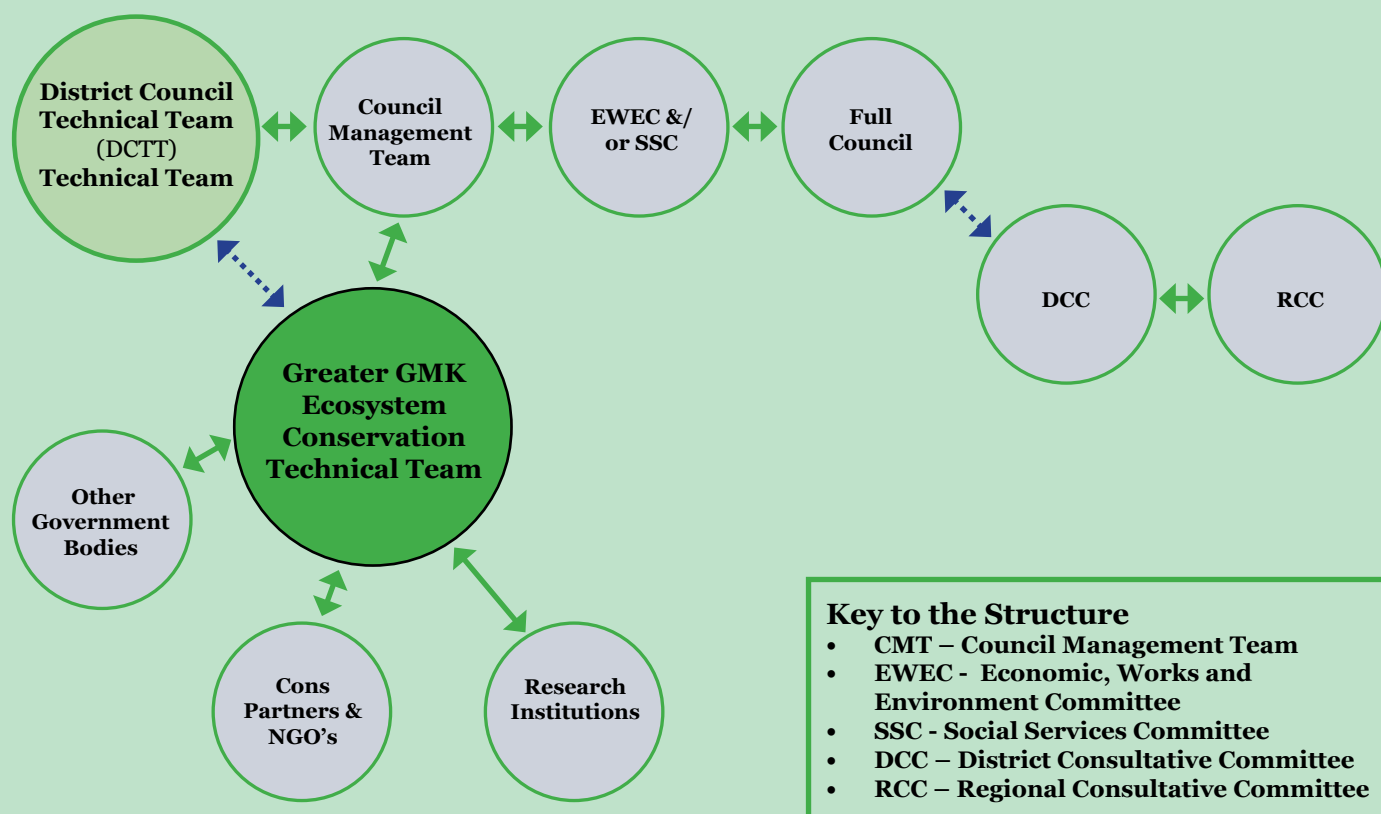 District Council
Technical Team
(DCTT)
Technical Team
Council
Management
Team
EWEC &/
or SSC
Full
Council
DCC
RCC
Greater GMK
Ecosystem
Conservation
Technical Team
Other
Government
Bodies
Cons
Partners &
NGO’s
Research
Institutions
Key to the Structure
• CMT – Council Management Team
• EWEC - Economic, Works and
Environment Committee
• SSC - Social Services Committee
• DCC – District Consultative Committee
• RCC – Regional Consultative Committee